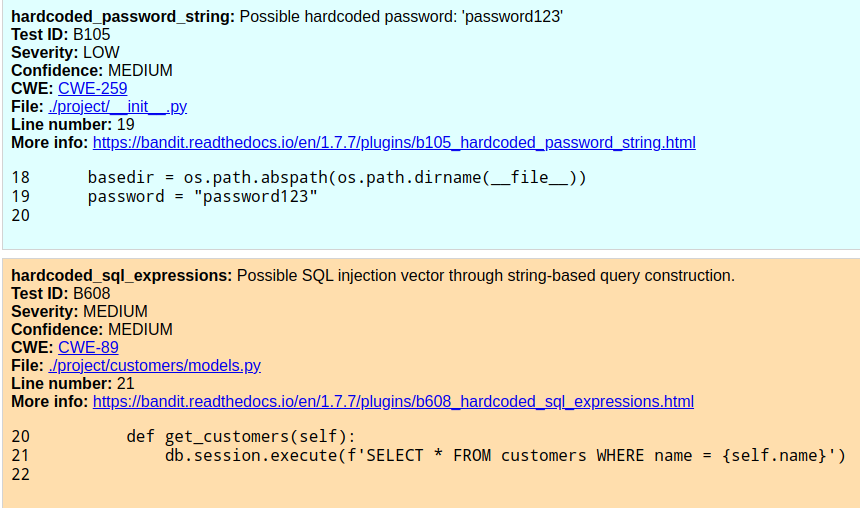 hardcoded_password_string: Possible hardcoded password: 'password123'
Test ID: B105
Severity: LOW
Confidence: MEDIUM
CWE: CWE-259
File: ./project/__init__.py
Line number: 19
More info: https://bandit.readthedocs.io/en/1.7.7/plugins/b105_hardcoded_password_string.html
18      basedir = os.path.abspath(os.path.dirname(__file__))
19      password = "password123"
20
hardcoded_sql_expressions: Possible SQL injection vector through string-based query construction.
Test ID: B608
Severity: MEDIUM
Confidence: MEDIUM
CWE: CWE-89
File: ./project/customers/models.py
Line number: 21
More info: https://bandit.readthedocs.io/en/1.7.7/plugins/b608_hardcoded_sql_expressions.html
20          def get_customers(self):
21              db.session.execute(f'SELECT * FROM customers WHERE name = {self.name}')
22